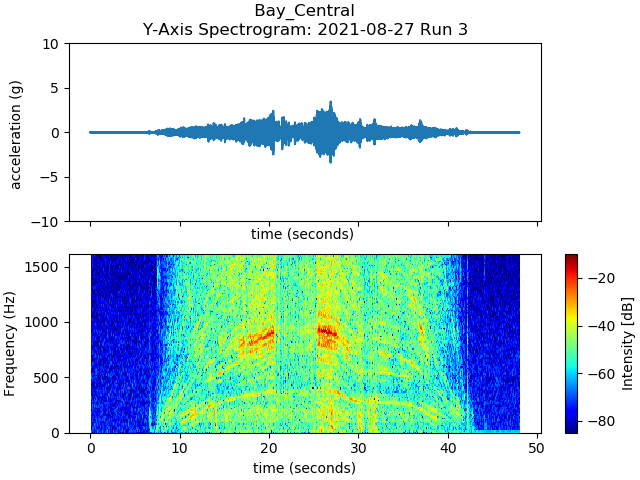 Bay_Central
Y-Axis Spectrogram: 2021-08-27 Run 3
10
5
0
−5
−10
acceleration (g)
time (seconds)
1500
1000
500
0
Frequency (Hz)
0 10 20 30 40 50
time (seconds)
−20
−40
−60
−80
Intensity [dB]